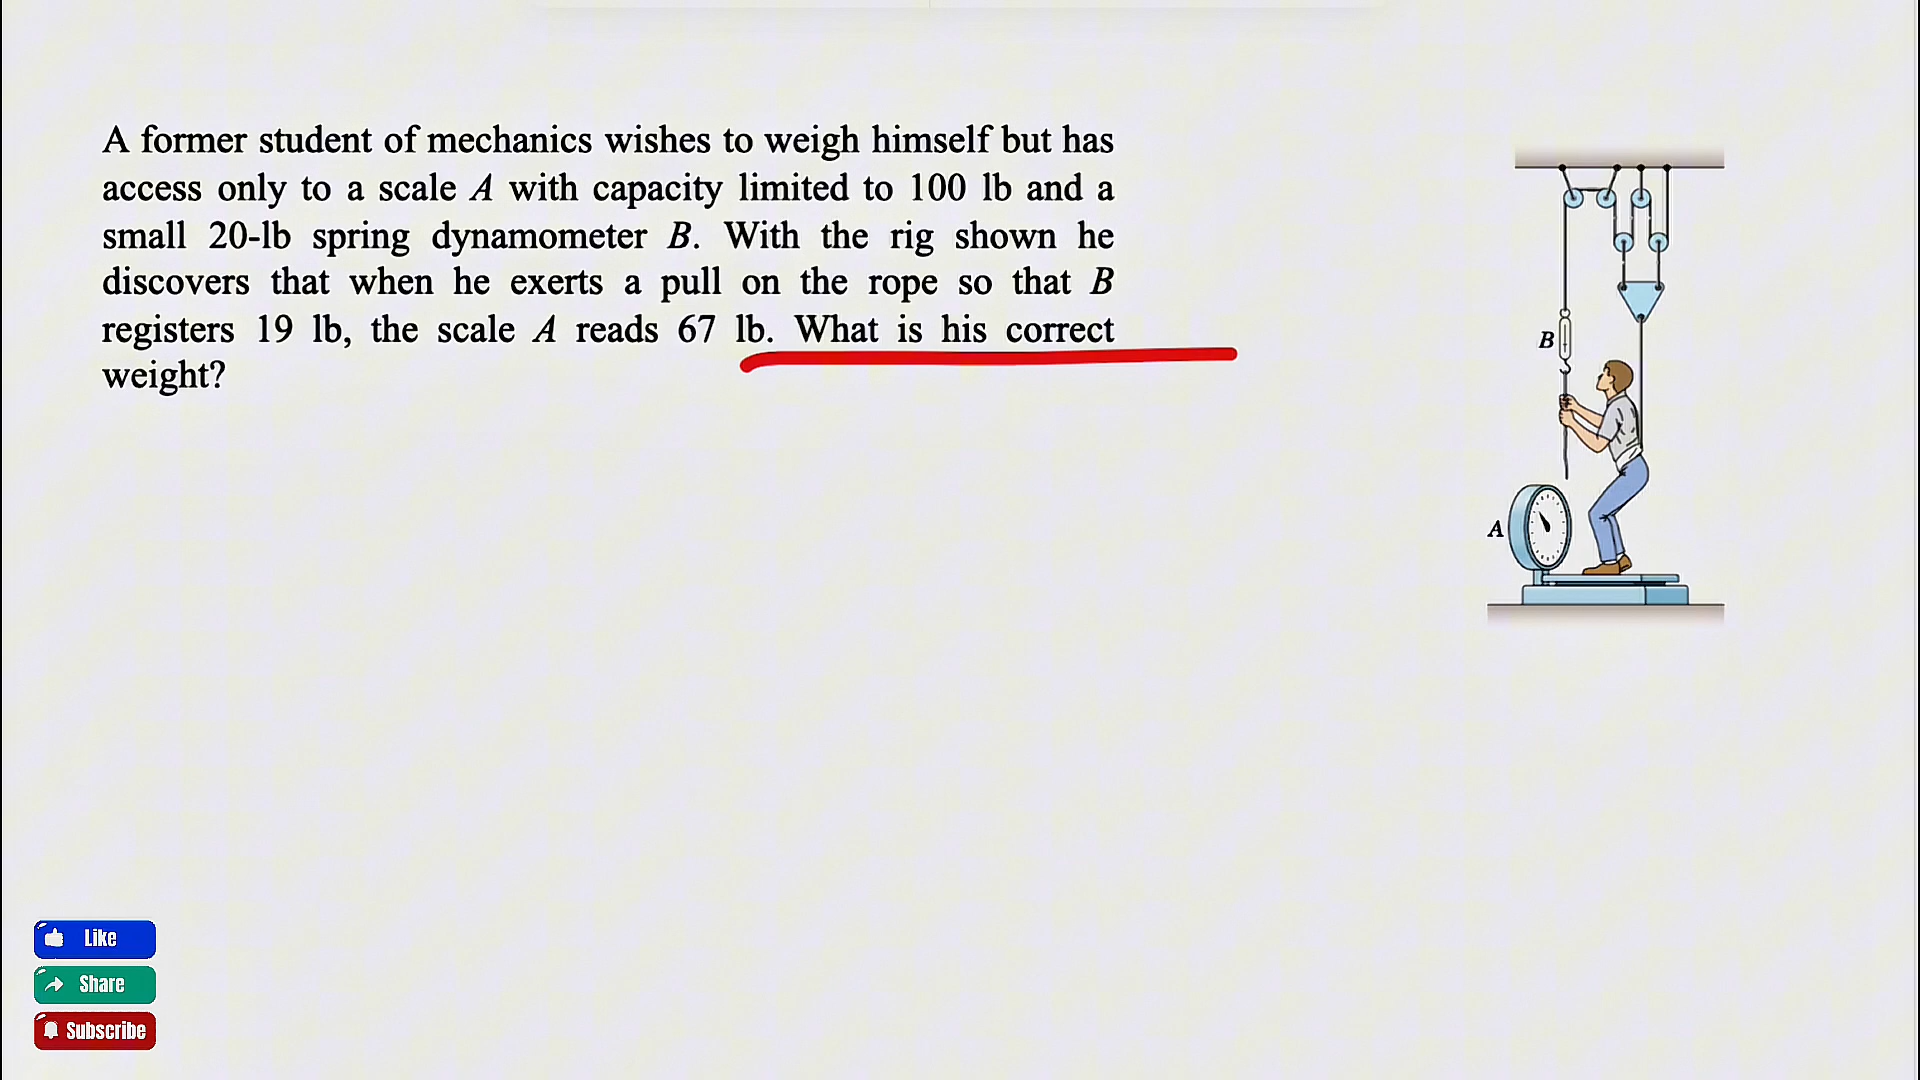 A former student of mechanics wishes to weigh himself but has
access only to a scale A with capacity limited to 100 lb and a
small 20-lb spring dynamometer B. With the rig shown he
discovers that when he exerts a pull on the rope so that B
registers 19 lb, the scale A reads 67 lb. What is his correct
weight?
B
A
Like
Share
Subscribe